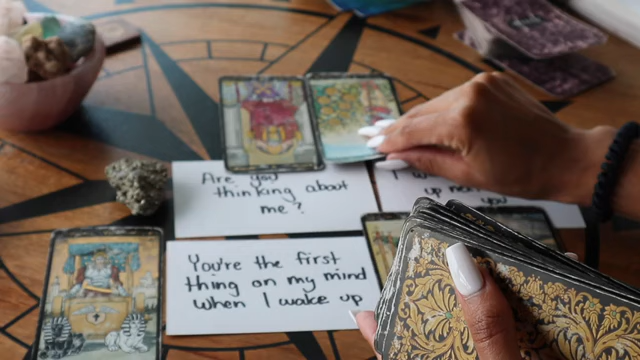 Are you
thinking about
me?
You're the first
thing on my mind
when I wake up